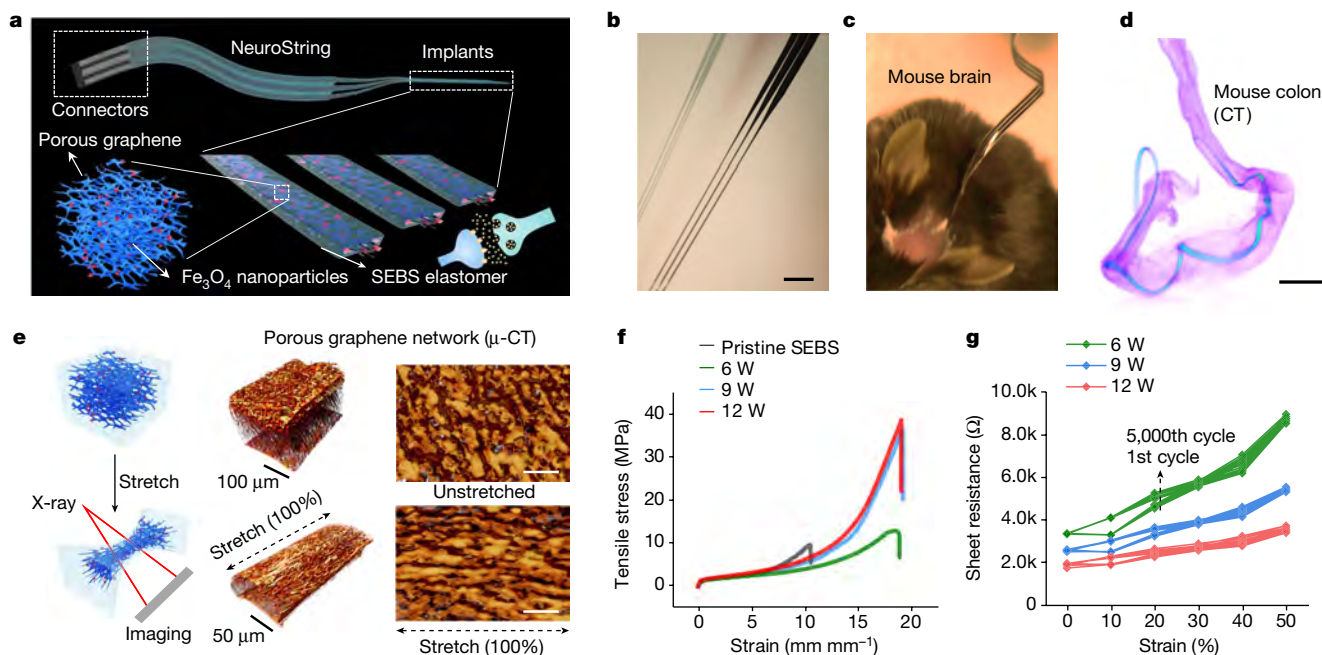 a
NeuroString
Implants
Connectors
Porous graphene
Fe3O4 nanoparticles
SEBS elastomer
b
c
Mouse brain
d
Mouse colon
(CT)
e
Porous graphene network (μ-CT)
Stretch
X-ray
Imaging
100 μm
Stretch (100%)
50 μm
Unstretched
Stretch (100%)
f
Pristine SEBS
6 W
9 W
12 W
Tensile stress (MPa)
40
30
20
10
0
0 5 10 15 20
Strain (mm mm–1)
g
6 W
9 W
12 W
Sheet resistance (Ω)
10.0k
8.0k
6.0k
4.0k
2.0k
0
5,000th cycle
1st cycle
0 10 20 30 40 50
Strain (%)